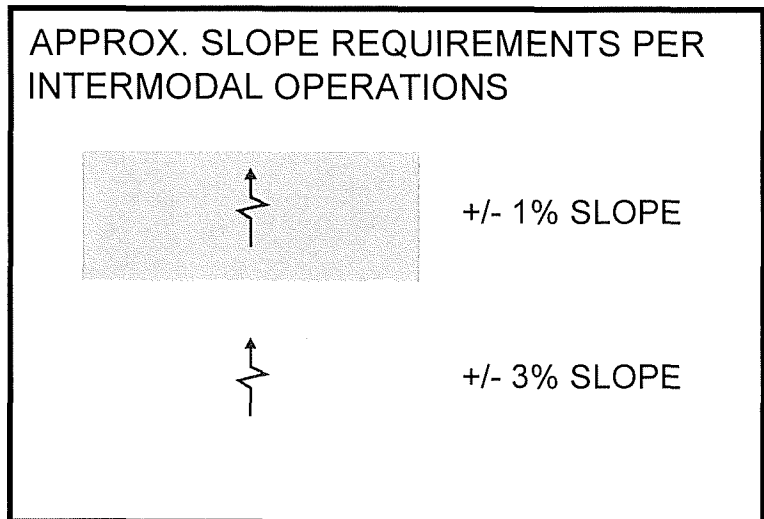 APPROX. SLOPE REQUIREMENTS PER
INTERMODAL OPERATIONS
+/- 1% SLOPE
+/- 3% SLOPE